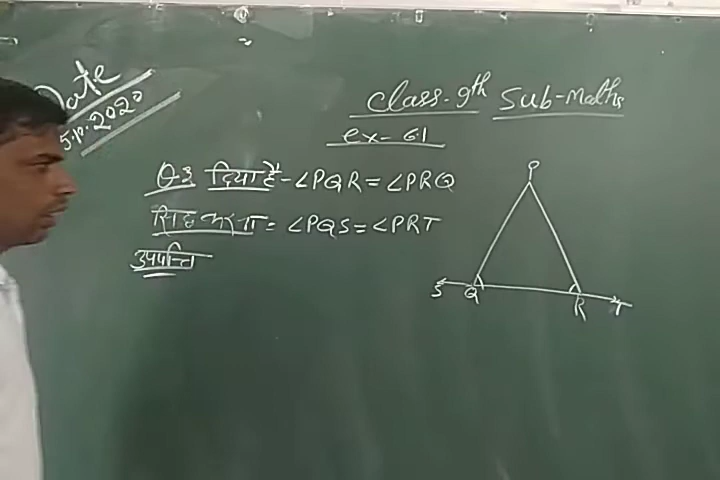 Date
5.10.2020
Class-9th Sub-Maths
ex-6.1
Q3 दिया है- ∠PQR = ∠PRQ
सिद्ध करना = ∠PQS = ∠PRT
उपपत्ति
P
S Q R T